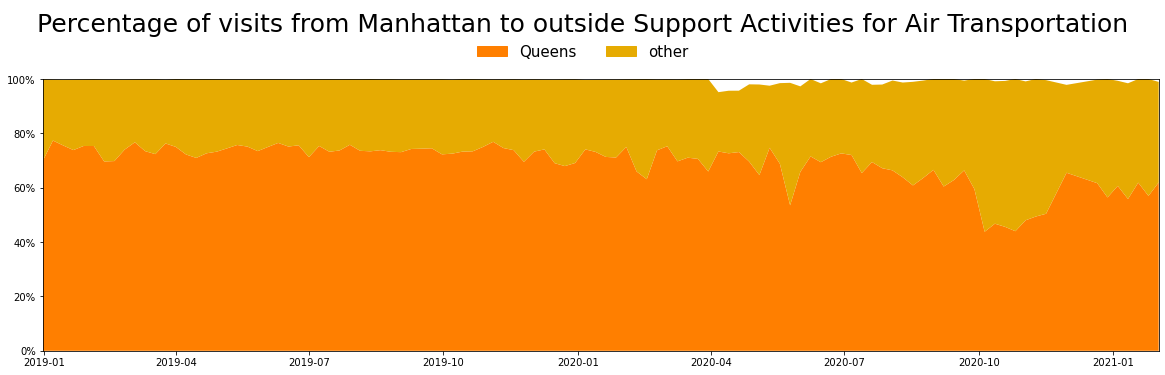 Percentage of visits from Manhattan to outside Support Activities for Air Transportation
Queens other
100%
80%
60%
40%
20%
0%
2019-01 2019-04 2019-07 2019-10 2020-01 2020-04 2020-07 2020-10 2021-01